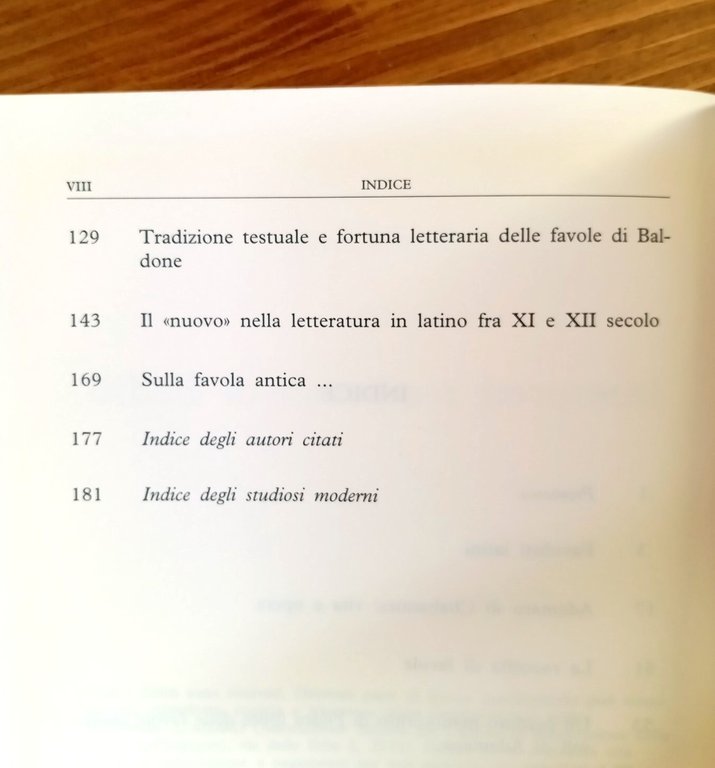 VIII INDICE
129 Tradizione testuale e fortuna letteraria delle favole di Bal-
done
143 Il «nuovo» nella letteratura in latino fra XI e XII secolo
169 Sulla favola antica ...
177 Indice degli autori citati
181 Indice degli studiosi moderni